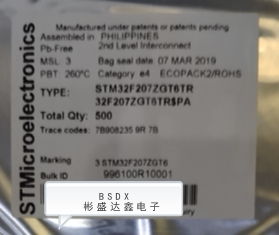 Manufactured under patents or patents pending.
Assembled in PHILIPPINES
Pb-Free 2nd Level Interconnect
MSL 3 Bag seal date 07 MAR 2019
PBT 260°C Category e4 ECOPACK2/ROHS
TYPE: STM32F207ZGT6TR
32F207ZGT6TR$PA
Total Qty: 500
Trace codes: 7B908235 9R 7B
Marking 3 STM32F207ZGT6
Bulk ID 996100R10001
STMicroelectronics
BSDX
彬盛达鑫电子